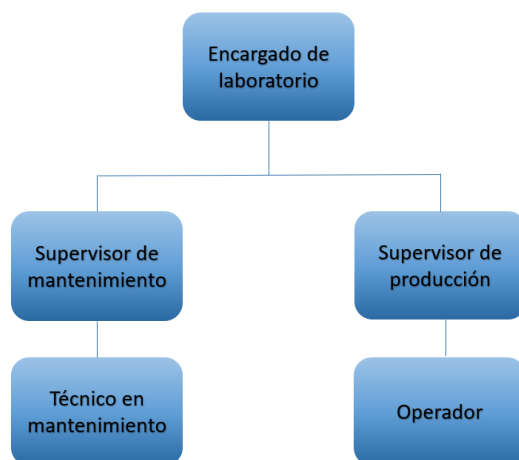 Encargado de
laboratorio
Supervisor de
mantenimiento
Supervisor de
producción
Técnico en
mantenimiento
Operador